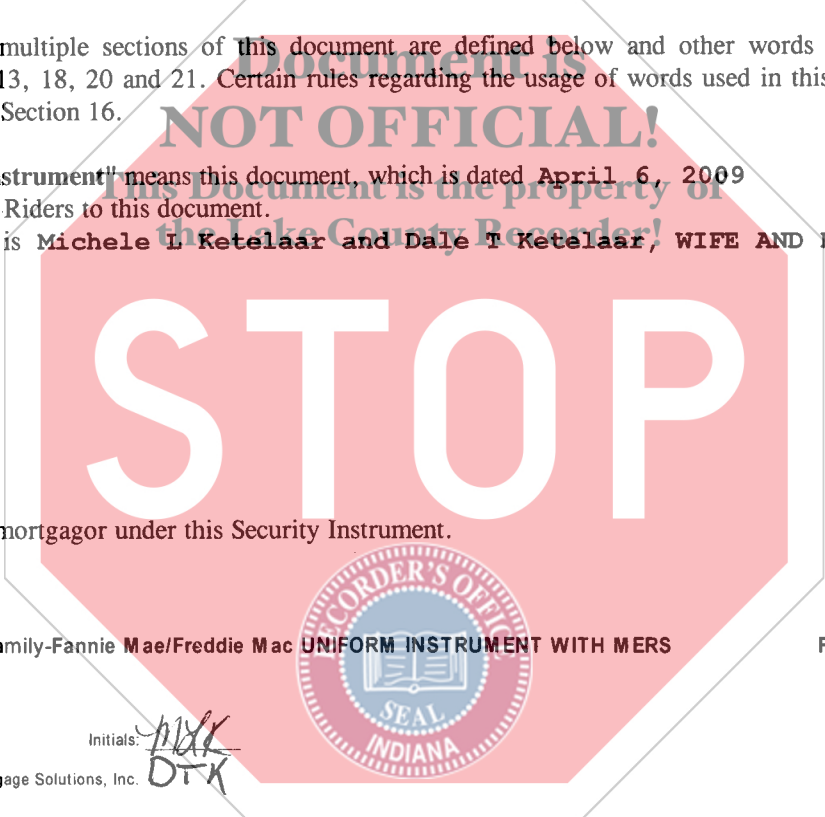 multiple sections of this document are defined below and other words
Document is
13, 18, 20 and 21. Certain rules regarding the usage of words used in this
Section 16.
NOT OFFICIAL!
strument" means this document, which is dated April 6, 2009
This Document is the property of
Riders to this document.
the Lake County Recorder!
is Michele L Ketelaar and Dale T Ketelaar, WIFE AND
STOP
mortgagor under this Security Instrument.
RECORDER'S OFFICE
amily-Fannie Mae/Freddie Mac UNIFORM INSTRUMENT WITH MERS
SEAL
INDIANA
Initials: MLK
DTK
gage Solutions, Inc.